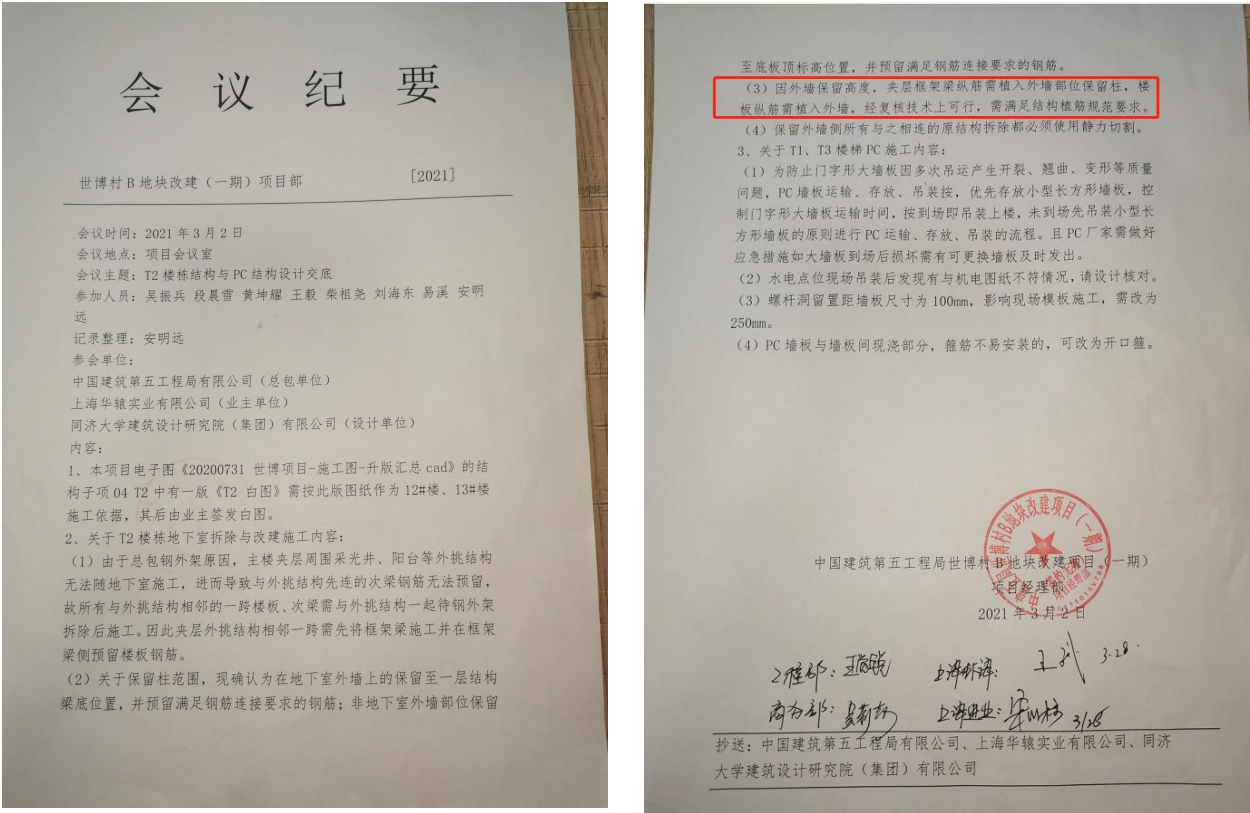 会议纪要
世博村B地块改建（一期）项目部 [2021]
会议时间：2021年3月2日
会议地点：项目会议室
会议主题：T2楼栋结构与PC结构设计交底
参加人员：吴振兵 段晨雪 黄坤耀 王毅 柴祖尧 刘海东 易溪 安明
远
记录整理：安明远
参会单位：
中国建筑第五工程局有限公司（总包单位）
上海华辕实业有限公司（业主单位）
同济大学建筑设计研究院（集团）有限公司（设计单位）
内容：
1、本项目电子图《20200731 世博项目-施工图-升版汇总cad》的结
构子项04 T2中有一版《T2 白图》需按此版图纸作为12#楼、13#楼
施工依据，其后由业主签发白图。
2、关于T2楼栋地下室拆除与改建施工内容：
（1）由于总包钢外架原因，主楼夹层周围采光井、阳台等外挑结构
无法随地下室施工，进而导致与外挑结构先连的次梁钢筋无法预留，
故所有与外挑结构相邻的一跨楼板、次梁需与外挑结构一起待钢外架
拆除后施工。因此夹层外挑结构相邻一跨需先将框架梁施工并在框架
梁侧预留楼板钢筋。
（2）关于保留柱范围，现确认为在地下室外墙上的保留至一层结构
梁底位置，并预留满足钢筋连接要求的钢筋；非地下室外墙部位保留
至底板顶标高位置，并预留满足钢筋连接要求的钢筋。
（3）因外墙保留高度，夹层框架梁纵筋需植入外墙部位保留柱，楼
板纵筋需植入外墙，经复核技术上可行，需满足结构植筋规范要求。
（4）保留外墙侧所有与之相连的原结构拆除都必须使用静力切割。
3、关于T1、T3楼梯PC施工内容：
（1）为防止门字形大墙板因多次吊运产生开裂、翘曲、变形等质量
问题，PC墙板运输、存放、吊装按，优先存放小型长方形墙板，控
制门字形大墙板运输时间，按到场即吊装上楼，未到场先吊装小型长
方形墙板的原则进行PC运输、存放、吊装的流程。且PC厂家需做好
应急措施如大墙板到场后损坏需有可更换墙板及时发出。
（2）水电点位现场吊装后发现有与机电图纸不符情况，请设计核对。
（3）螺杆洞留置距墙板尺寸为100mm，影响现场模板施工，需改为
250mm。
（4）PC墙板与墙板间现浇部分，箍筋不易安装的，可改为开口箍。
中国建筑第五工程局世博村B地块改建项目（一期）
项目经理部
2021年3月2日
工程部： 3.28.
商务部： 3/28
抄送：中国建筑第五工程局有限公司、上海华辕实业有限公司、同济
大学建筑设计研究院（集团）有限公司